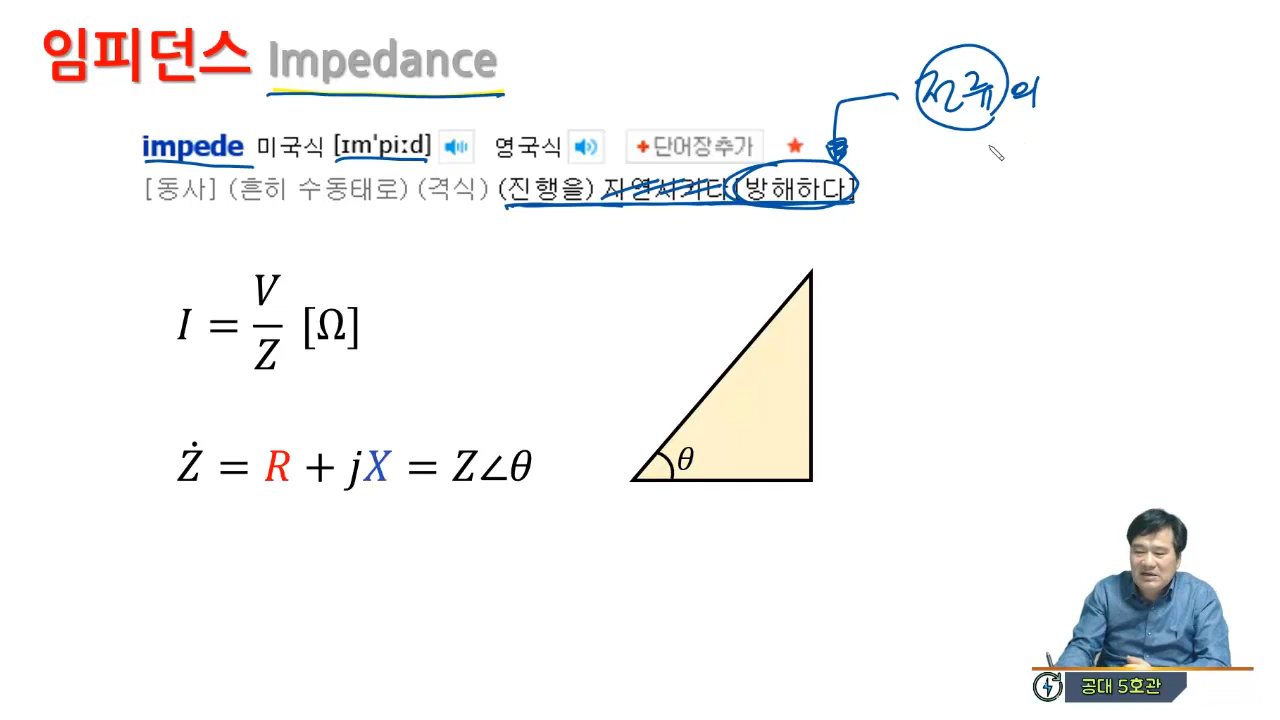 임피던스 Impedance
전류의
impede 미국식 [ɪm'piːd] 영국식 +단어장추가 ★
[동사] (흔히 수동태로) (격식) (진행을) 지연시키다[방해하다]
I = V/Z [Ω]
Ż = R + jX = Z∠θ
θ
공대 5호관